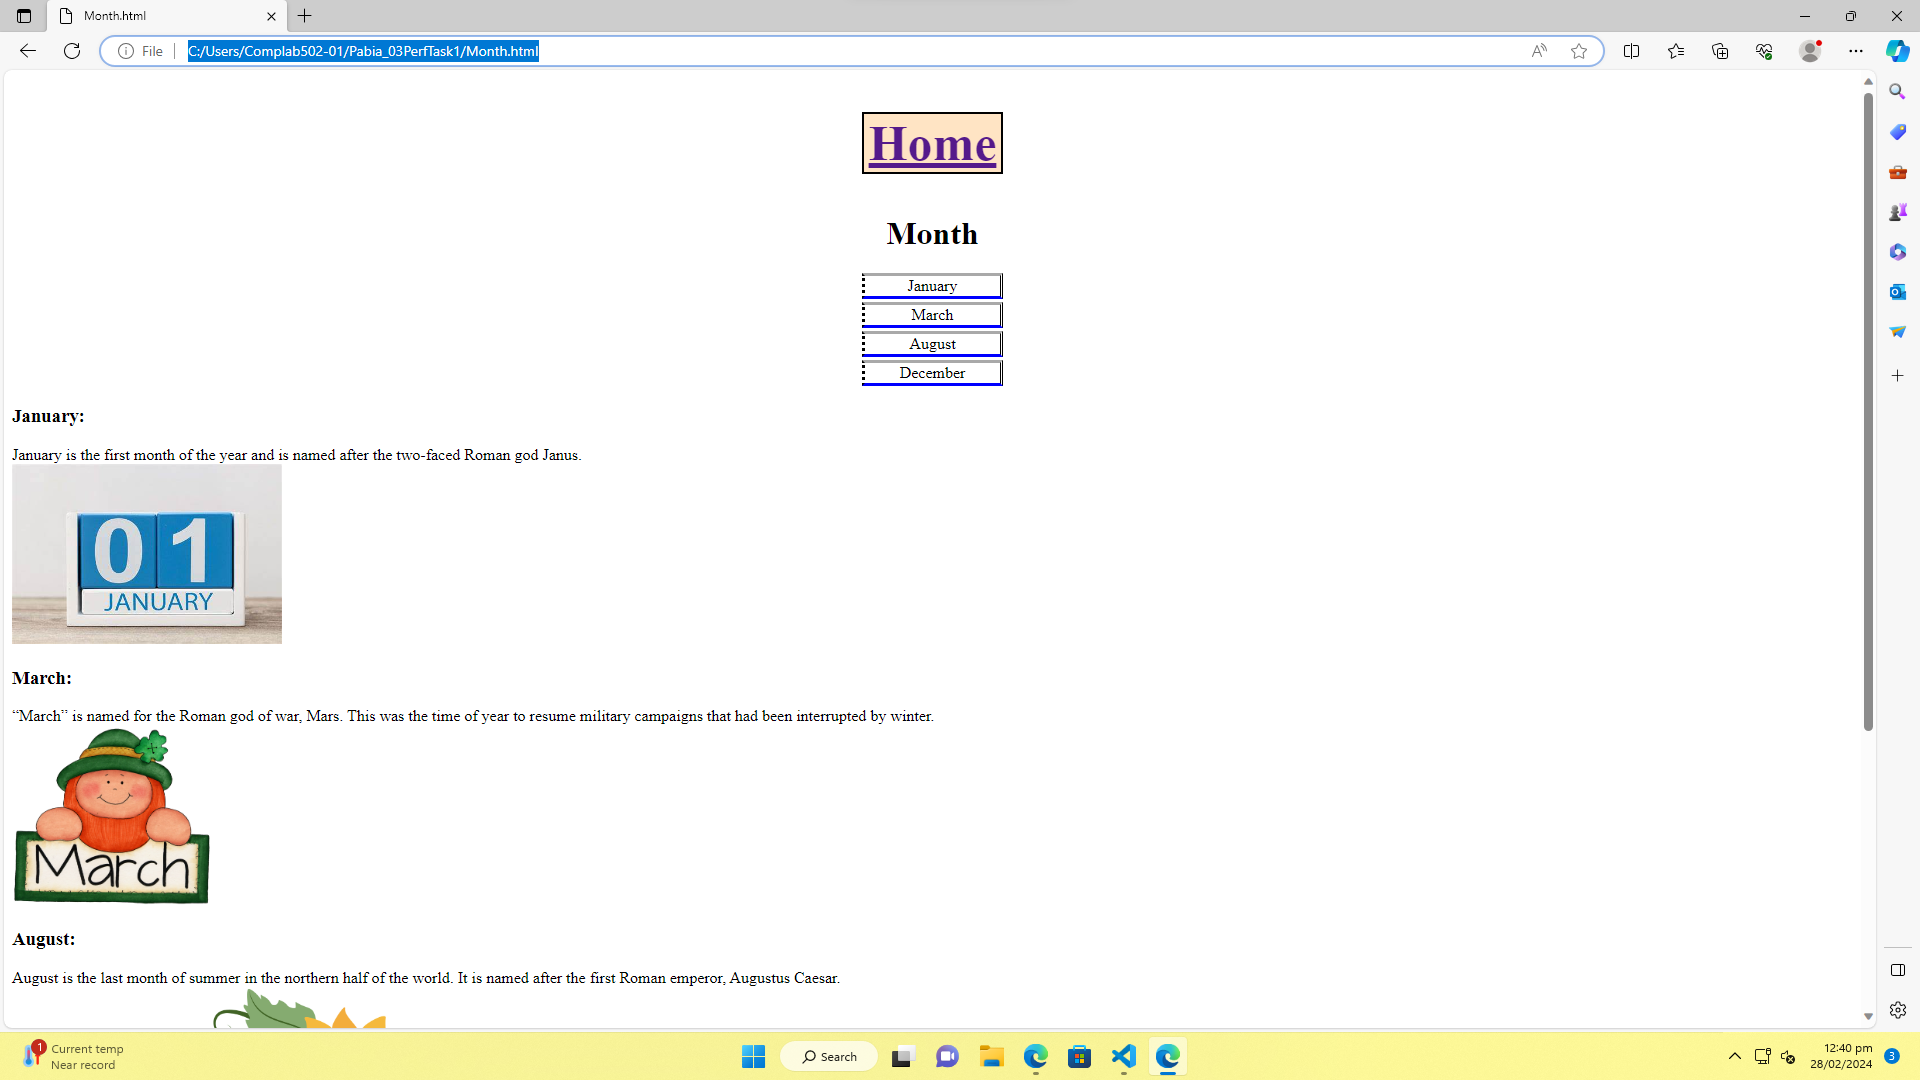 Month.html
File
C:/Users/Complab502-01/Pabia_03PerfTask1/Month.html
Home
Month
January
March
August
December
January:
January is the first month of the year and is named after the two-faced Roman god Janus.
01
JANUARY
March:
“March” is named for the Roman god of war, Mars. This was the time of year to resume military campaigns that had been interrupted by winter.
March
August:
August is the last month of summer in the northern half of the world. It is named after the first Roman emperor, Augustus Caesar.
1
Current temp
Near record
Search
12:40 pm
28/02/2024
3